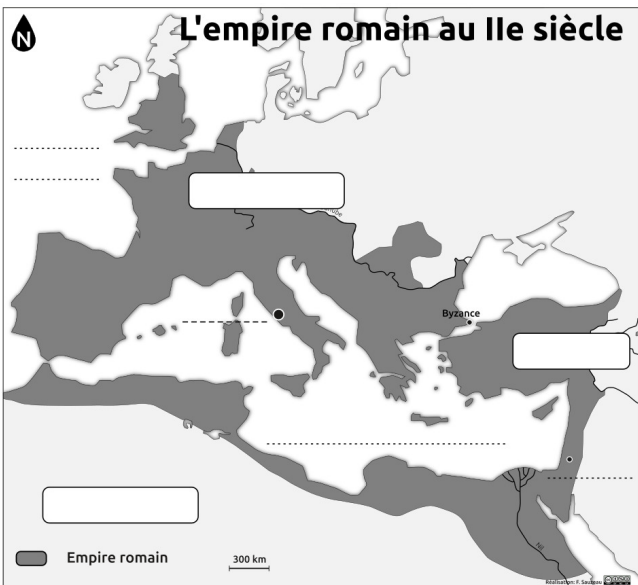 L'empire romain au IIe siècle
N
Byzance
Nil
Empire romain
300 km
Réalisation: F. Sauzeau